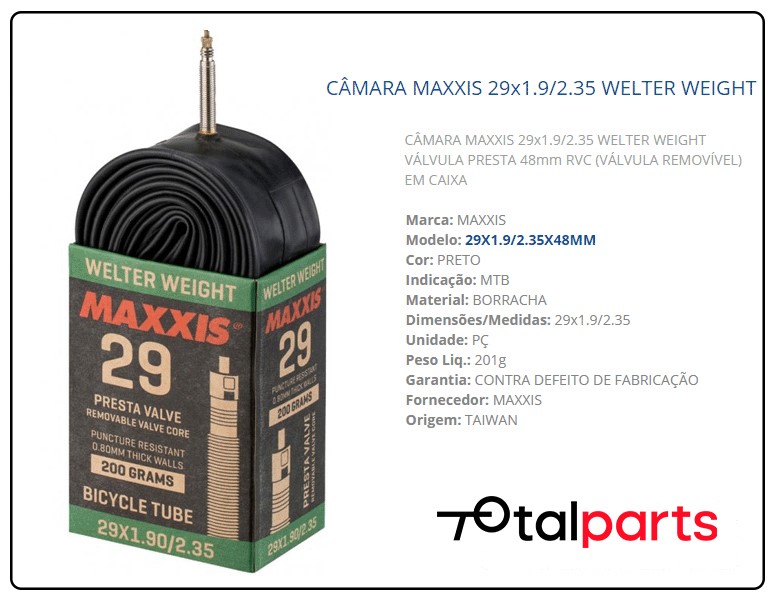 CÂMARA MAXXIS 29x1.9/2.35 WELTER WEIGHT
CÂMARA MAXXIS 29x1.9/2.35 WELTER WEIGHT
VÁLVULA PRESTA 48mm RVC (VÁLVULA REMOVÍVEL)
EM CAIXA
Marca: MAXXIS
Modelo: 29X1.9/2.35X48MM
Cor: PRETO
Indicação: MTB
Material: BORRACHA
Dimensões/Medidas: 29x1.9/2.35
Unidade: PÇ
Peso Liq.: 201g
Garantia: CONTRA DEFEITO DE FABRICAÇÃO
Fornecedor: MAXXIS
Origem: TAIWAN
WELTER WEIGHT
MAXXIS®
29
PRESTA VALVE
REMOVABLE VALVE CORE
PUNCTURE RESISTANT
0.80MM THICK WALLS
200 GRAMS
BICYCLE TUBE
29X1.90/2.35
WELTER WEIGHT
MAXXIS®
29
PUNCTURE RESISTANT
0.80MM THICK WALLS
200 GRAMS
PRESTA VALVE
REMOVABLE VALVE CORE
29X1.90/2.35
Totalparts